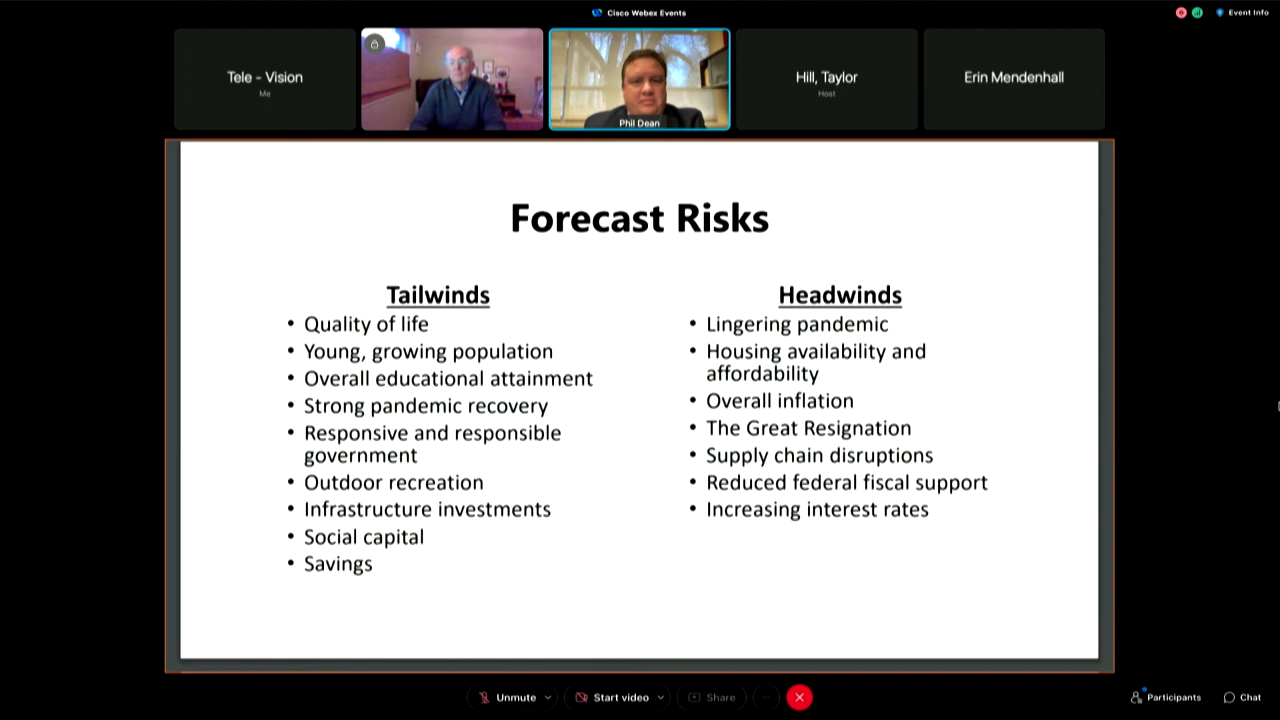 Cisco Webex Events
Event Info
Tele - Vision
Me
Phil Dean
Hill, Taylor
Host
Erin Mendenhall
Forecast Risks
Tailwinds
• Quality of life
• Young, growing population
• Overall educational attainment
• Strong pandemic recovery
• Responsive and responsible
government
• Outdoor recreation
• Infrastructure investments
• Social capital
• Savings
Headwinds
• Lingering pandemic
• Housing availability and
affordability
• Overall inflation
• The Great Resignation
• Supply chain disruptions
• Reduced federal fiscal support
• Increasing interest rates
Unmute
Start video
Share
Participants
Chat